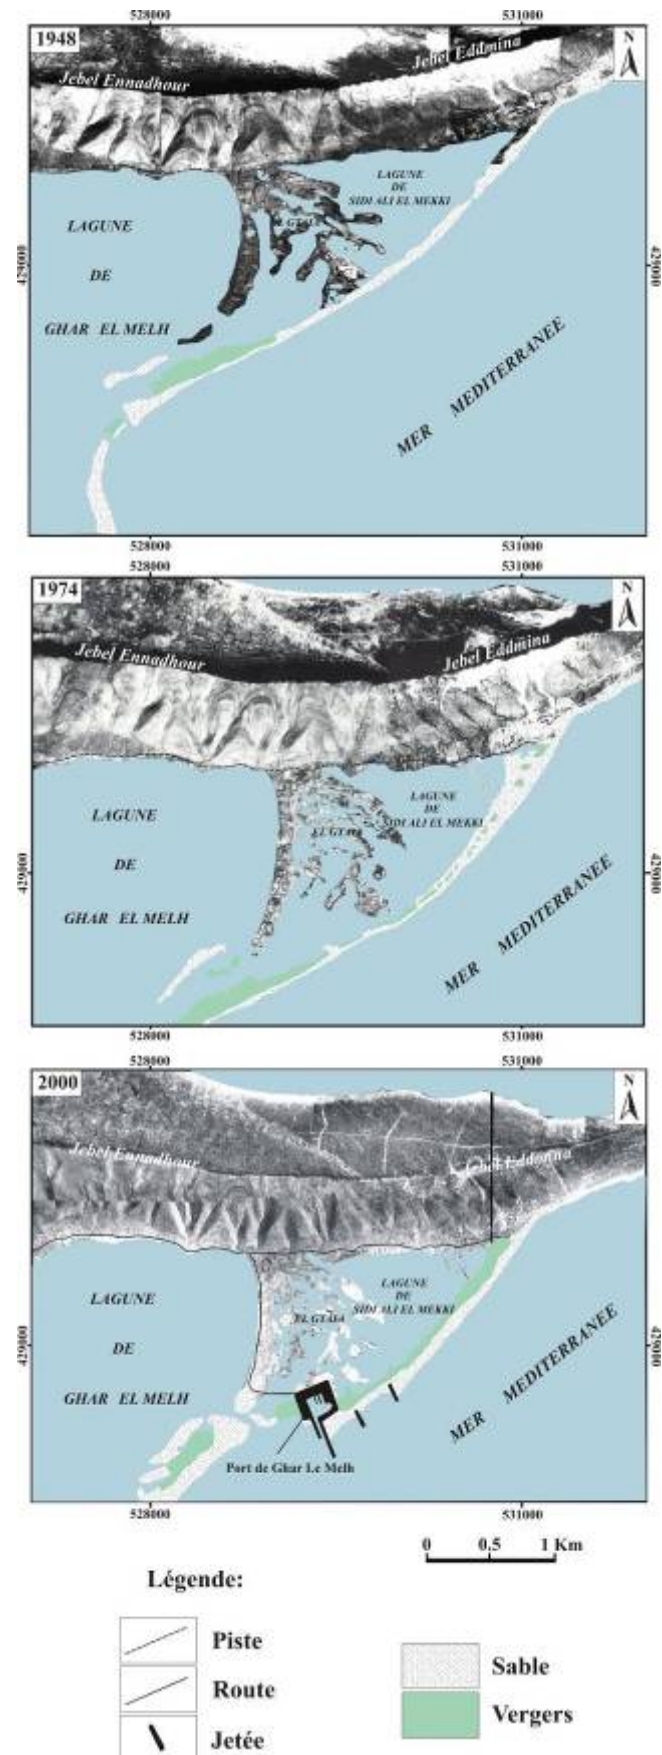 528000 531000
1948
N
Jebel Ennadhour
Jebel Eddmina
LAGUNE
DE
SIDI ALI EL MEKKI
LAGUNE
DE
GHAR EL MELH
MER MEDITERRANEE
429000 429000
528000 531000
528000 531000
1974
N
Jebel Ennadhour
Jebel Eddmina
LAGUNE
DE
SIDI ALI EL MEKKI
EL GTAIA
LAGUNE
DE
GHAR EL MELH
MER MEDITERRANEE
429000 429000
528000 531000
528000 531000
2000
N
Jebel Ennadhour
Jebel Eddmina
LAGUNE
DE
SIDI ALI EL MEKKI
EL GTAIA
LAGUNE
DE
GHAR EL MELH
MER MEDITERRANEE
429000 429000
Port de Ghar Le Melh
528000 531000
0 0.5 1 Km
Légende:
Piste
Route
Jetée
Sable
Vergers